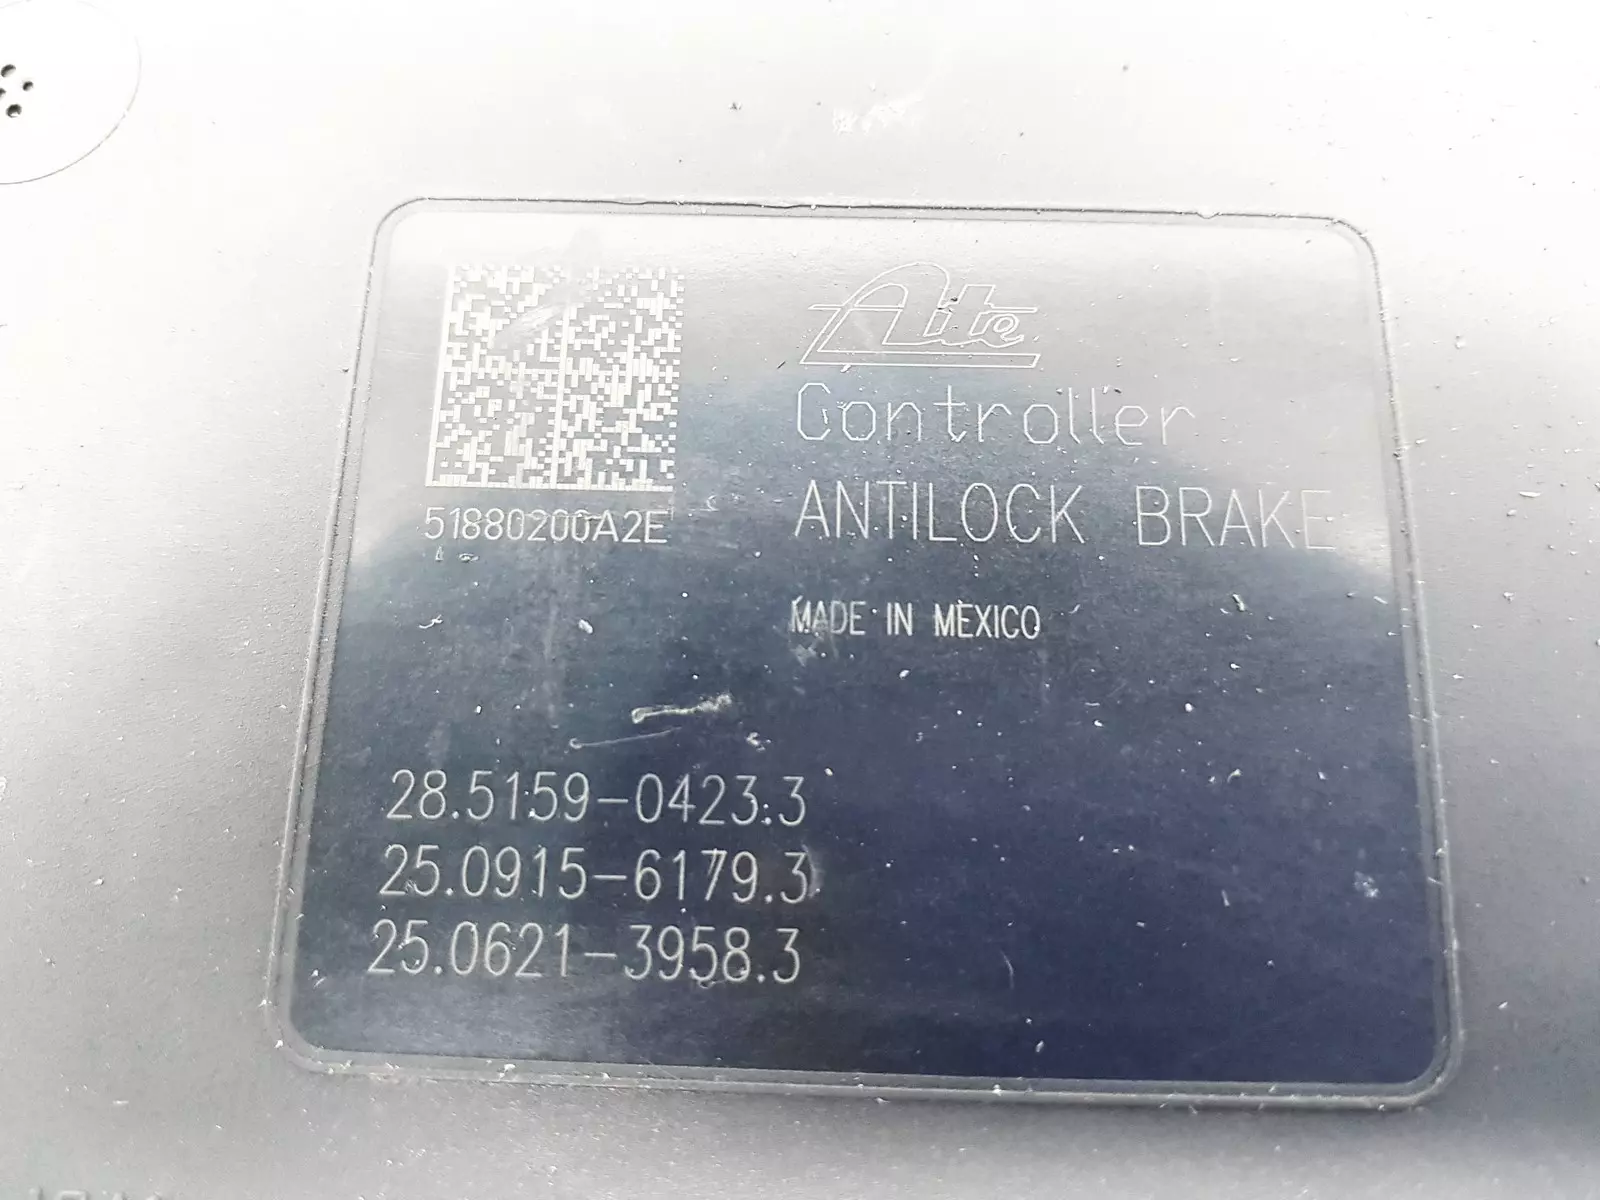 Ate
Controller
ANTILOCK BRAKE
51880200A2E
MADE IN MEXICO
28.5159-0423.3
25.0915-6179.3
25.0621-3958.3